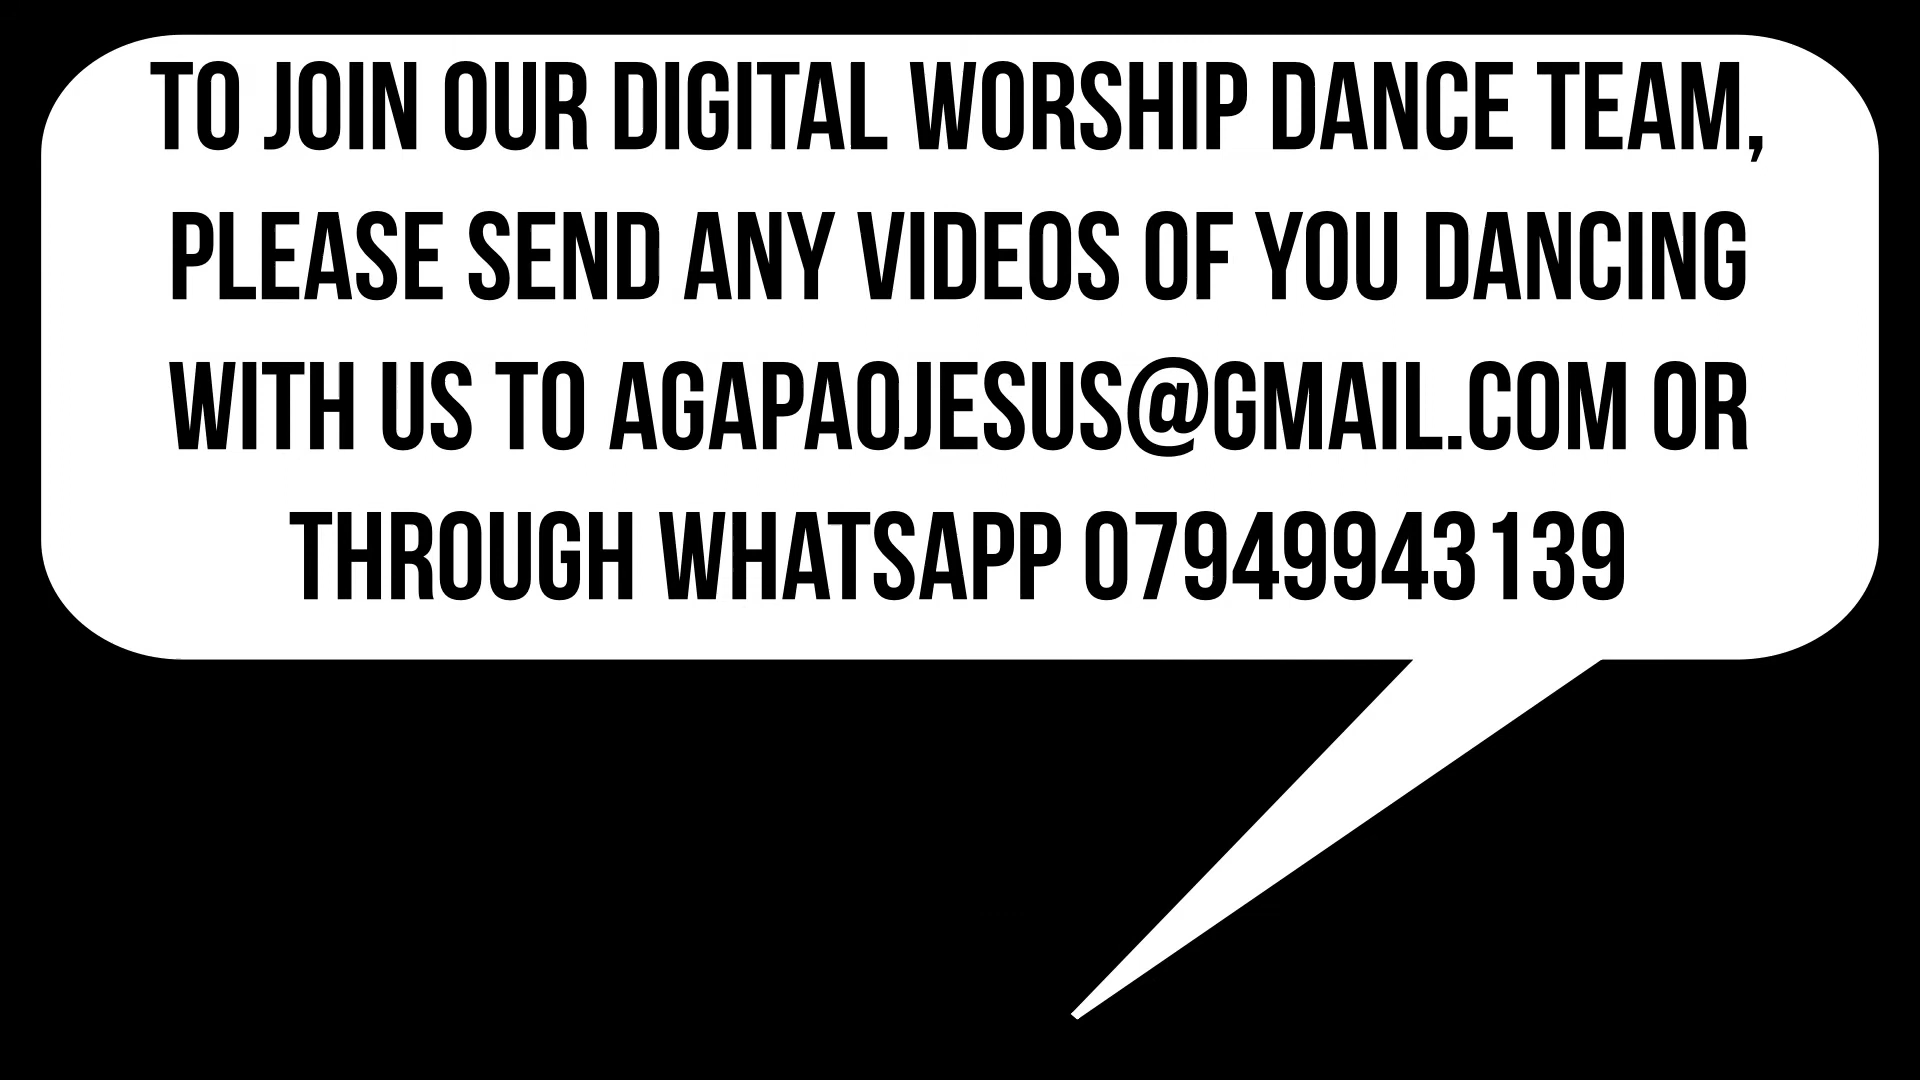 TO JOIN OUR DIGITAL WORSHIP DANCE TEAM,
PLEASE SEND ANY VIDEOS OF YOU DANCING
WITH US TO AGAPAOJESUS@GMAIL.COM OR
THROUGH WHATSAPP 07949943139